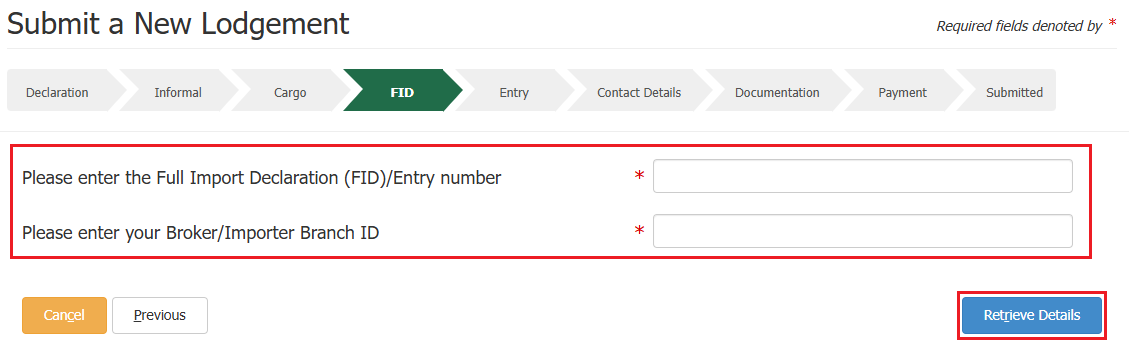 Submit a New Lodgement
Required fields denoted by *
Declaration Informal Cargo FID Entry Contact Details Documentation Payment Submitted
Please enter the Full Import Declaration (FID)/Entry number *
Please enter your Broker/Importer Branch ID *
Cancel Previous Retrieve Details